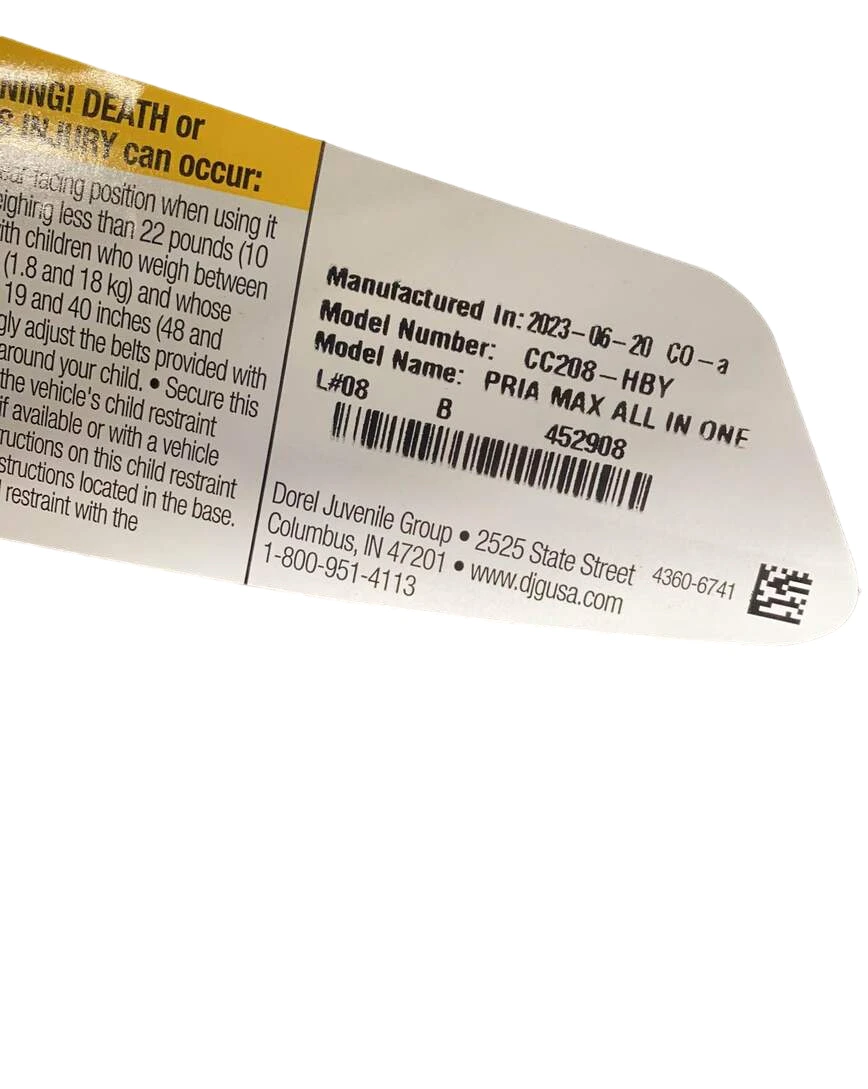 NING! DEATH or
S INJURY can occur:
facing position when using it
eighing less than 22 pounds (10
ith children who weigh between
(1.8 and 18 kg) and whose
19 and 40 inches (48 and
gly adjust the belts provided with
around your child. • Secure this
the vehicle's child restraint
if available or with a vehicle
ructions on this child restraint
structions located in the base.
restraint with the
Manufactured in: 2023-06-20 CO-a
Model Number: CC208-HBY
Model Name: PRIA MAX ALL IN ONE
L#08 B 452908
Dorel Juvenile Group • 2525 State Street
Columbus, IN 47201 • www.djgusa.com
1-800-951-4113
4360-6741